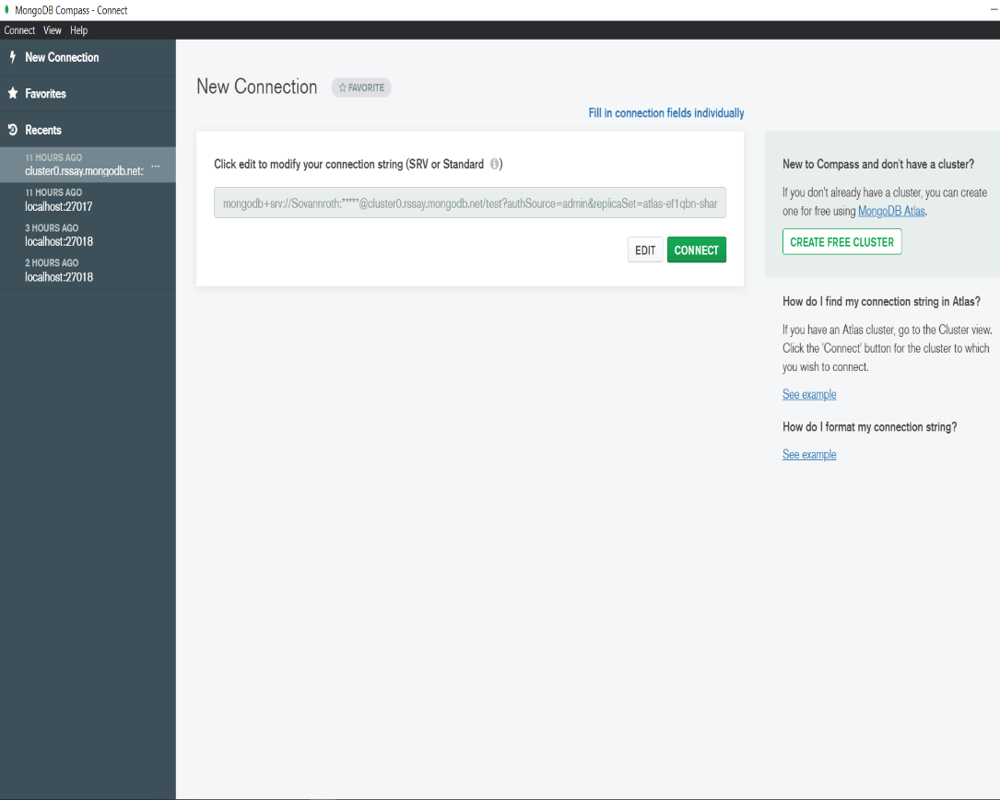 MongoDB Compass - Connect
Connect View Help
New Connection
Favorites
Recents
11 HOURS AGO
cluster0.rssay.mongodb.net: ...
11 HOURS AGO
localhost:27017
3 HOURS AGO
localhost:27018
2 HOURS AGO
localhost:27018
New Connection
FAVORITE
Fill in connection fields individually
Click edit to modify your connection string (SRV or Standard )
mongodb+srv://Sovannroth:*****@cluster0.rssay.mongodb.net/test?authSource=admin&replicaSet=atlas-ef1qbn-shar
EDIT
CONNECT
New to Compass and don't have a cluster?
If you don't already have a cluster, you can create
one for free using MongoDB Atlas.
CREATE FREE CLUSTER
How do I find my connection string in Atlas?
If you have an Atlas cluster, go to the Cluster view.
Click the 'Connect' button for the cluster to which
you wish to connect.
See example
How do I format my connection string?
See example